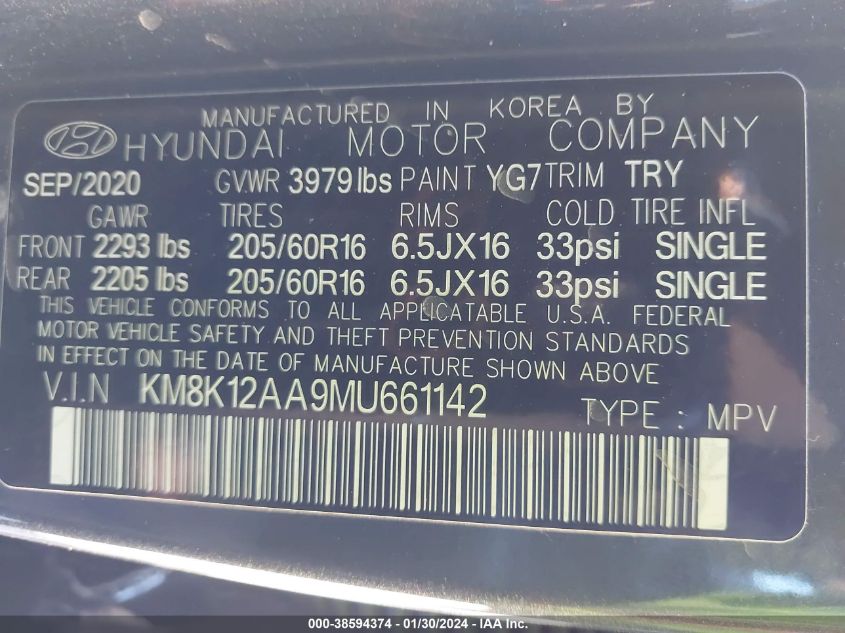 MANUFACTURED IN KOREA BY
HYUNDAI MOTOR COMPANY
SEP/2020 GVWR 3979 lbs PAINT YG7 TRIM TRY
GAWR TIRES RIMS COLD TIRE INFL
FRONT 2293 lbs 205/60R16 6.5JX16 33psi SINGLE
REAR 2205 lbs 205/60R16 6.5JX16 33psi SINGLE
THIS VEHICLE CONFORMS TO ALL APPLICATABLE U.S.A. FEDERAL
MOTOR VEHICLE SAFETY AND THEFT PREVENTION STANDARDS
IN EFFECT ON THE DATE OF MANUFACTURE SHOWN ABOVE
V.I.N KM8K12AA9MU661142 TYPE : MPV
000-38594374 / 01/30/2024 - IAA Inc.